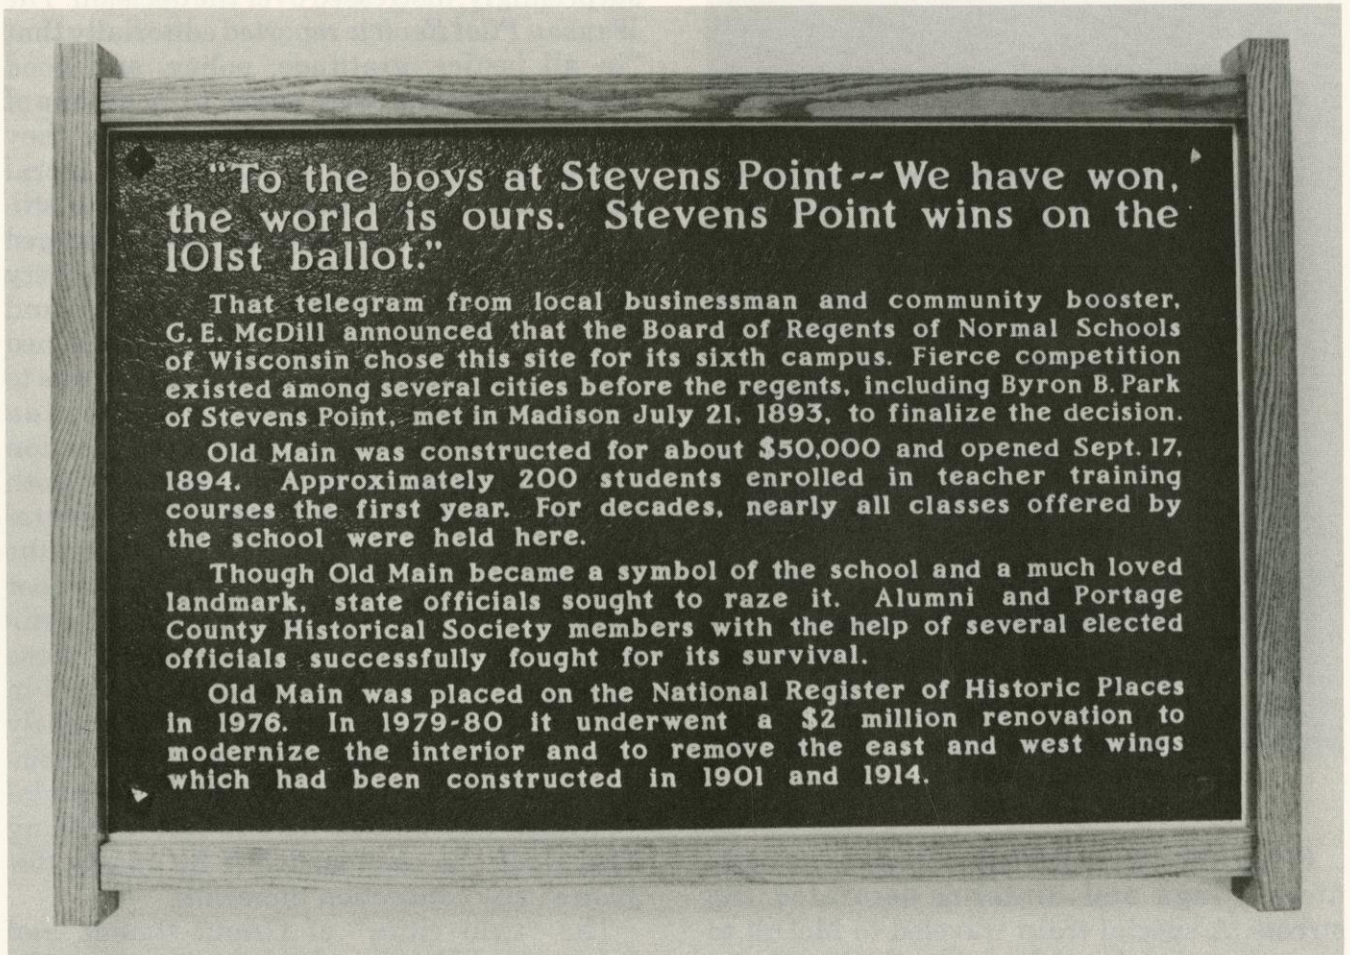 "To the boys at Stevens Point--We have won,
the world is ours. Stevens Point wins on the
101st ballot."
That telegram from local businessman and community booster,
G. E. McDill announced that the Board of Regents of Normal Schools
of Wisconsin chose this site for its sixth campus. Fierce competition
existed among several cities before the regents, including Byron B. Park
of Stevens Point, met in Madison July 21, 1893, to finalize the decision.
Old Main was constructed for about $50,000 and opened Sept. 17,
1894. Approximately 200 students enrolled in teacher training
courses the first year. For decades, nearly all classes offered by
the school were held here.
Though Old Main became a symbol of the school and a much loved
landmark, state officials sought to raze it. Alumni and Portage
County Historical Society members with the help of several elected
officials successfully fought for its survival.
Old Main was placed on the National Register of Historic Places
in 1976. In 1979-80 it underwent a $2 million renovation to
modernize the interior and to remove the east and west wings
which had been constructed in 1901 and 1914.